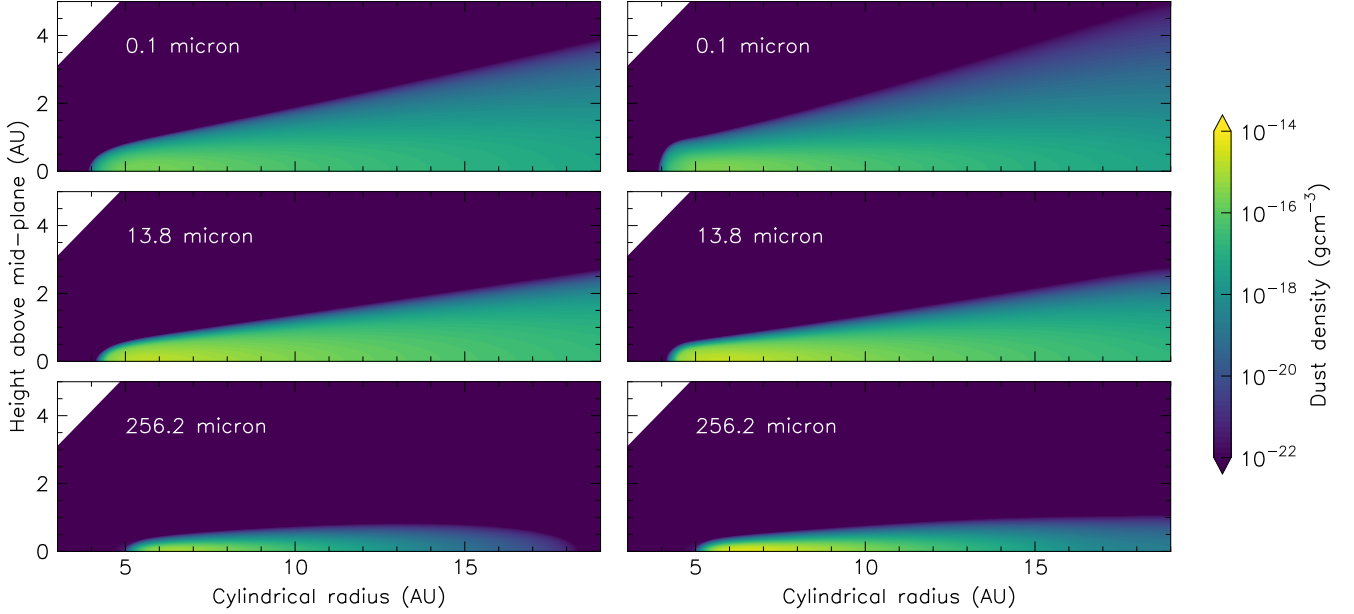 0.1 micron
0.1 micron
4
2
0
13.8 micron
13.8 micron
4
2
0
256.2 micron
256.2 micron
4
2
0
5 10 15
5 10 15
Cylindrical radius (AU)
Cylindrical radius (AU)
Height above mid-plane (AU)
10^{-14}
10^{-16}
10^{-18}
10^{-20}
10^{-22}
Dust density (gcm^{-3})